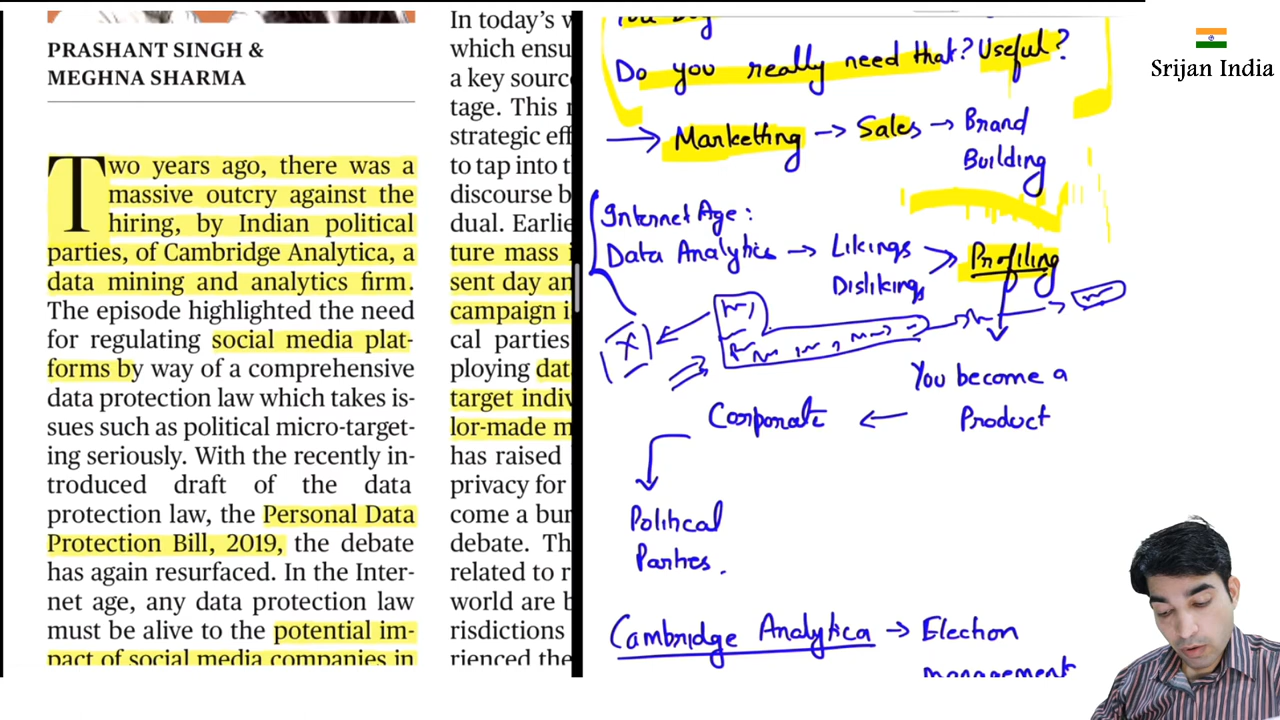 PRASHANT SINGH &
MEGHNA SHARMA
Two years ago, there was a
massive outcry against the
hiring, by Indian political
parties, of Cambridge Analytica, a
data mining and analytics firm.
The episode highlighted the need
for regulating social media plat-
forms by way of a comprehensive
data protection law which takes is-
sues such as political micro-target-
ing seriously. With the recently in-
troduced draft of the data
protection law, the Personal Data
Protection Bill, 2019, the debate
has again resurfaced. In the Inter-
net age, any data protection law
must be alive to the potential im-
pact of social media companies in
In today's w
which ensu
a key source
tage. This
strategic eff
to tap into t
discourse b
dual. Earlie
ture mass i
sent day an
campaign i
cal parties
ploying dat
target indiv
lor-made m
has raised
privacy for
come a bur
debate. Th
related to r
world are b
risdictions
rienced the
Do you really need that? Useful?
→ Marketting → Sales → Brand
Building
Internet Age:
Data Analytics → Likings
Dislikings
Profiling
X
You become a
Product
Corporate ←
Political
Parties.
Cambridge Analytica → Election
management
Srijan India